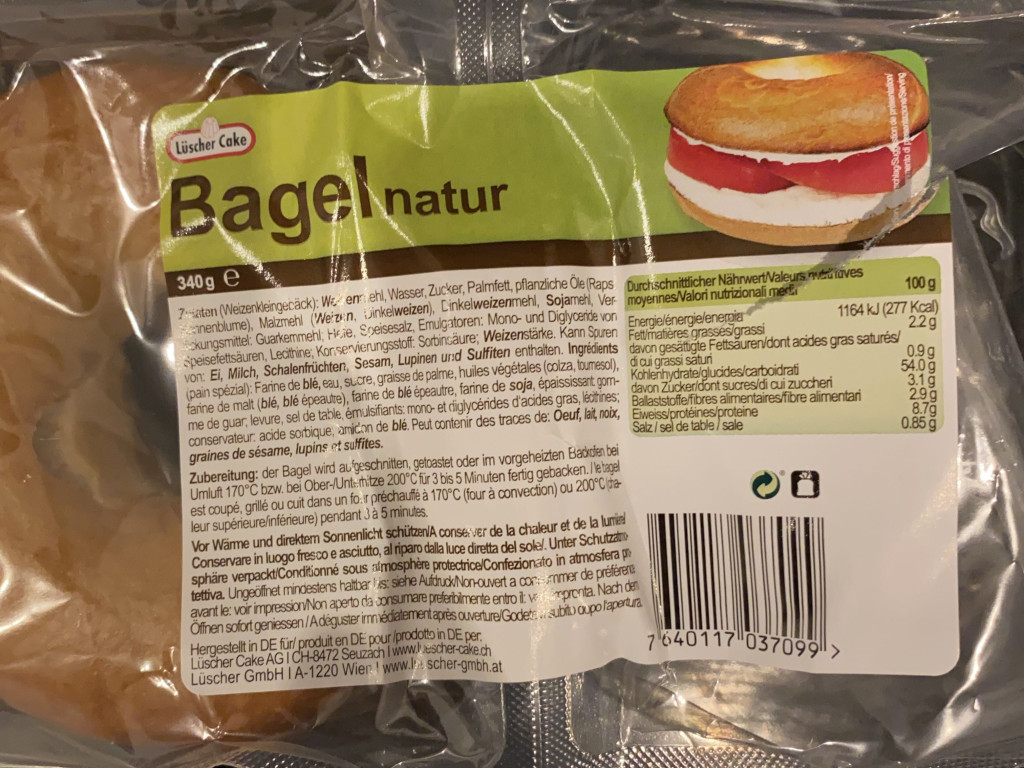 Lüscher Cake
Bagel natur
340g e
(Weizenkleingebäck): Wasser, Zucker, Palmfett, pflanzliche Öle (Raps
Malzmehl (Weizen, Dinkelweizen), Dinkelweizenmehl, Sojamehl, Ver-
Guarkernmehl, Hefe, Speisesalz, Emulgatoren: Mono- und Diglyceride von
Speisefettsäuren, Lecithine; Konservierungsstoff: Sorbinsäure; Weizenstärke. Kann Spuren
von: Ei, Milch, Schalenfrüchten, Sesam, Lupinen und Sulfiten enthalten. Ingrédients
(pain spézial): Farine de blé, eau, sucre, graisse de palme, huiles végétales (colza, tournesol),
farine de malt (blé, blé épeautre), farine de blé épeautre, farine de soja, épaississant: gom-
me de guar; levure, sel de table, émulsifiants: mono- et diglycérides d'acides gras, lécithines;
conservateur: acide sorbique; amidon de blé. Peut contenir des traces de: Oeuf, lait, noix,
graines de sésame, lupins et sulfites.
Zubereitung: der Bagel wird aufgeschnitten, getoastet oder im vorgeheizten Backofen bei
Umluft 170°C bzw. bei Ober-/Unterhitze 200°C für 3 bis 5 Minuten fertig gebacken. / le bagel
est coupé, grillé ou cuit dans un four préchauffé à 170°C (four à convection) ou 200°C (cha-
leur supérieure/inférieure) pendant 3 à 5 minutes.
Vor Wärme und direktem Sonnenlicht schützen/A conserver de la chaleur et de la lumière/
Conservare in luogo fresco e asciutto, al riparo dalla luce diretta del sole/. Unter Schutzatmo-
sphäre verpackt/Conditionné sous atmosphère protectrice/Confezionato in atmosfera pro-
tettiva. Ungeöffnet mindestens haltbar bis: siehe Aufdruck/Non-ouvert a consommer de préférence
avant le: voir impression/Non aperto da consumare preferibilmente entro il: Nach dem
Öffnen sofort geniessen / A déguster immédiatement après ouverture/Godete subito dopo l'apertura.
Hergestellt in DE für/ produit en DE pour /prodotto in DE per:
Lüscher Cake AG I CH-8472 Seuzach I www.luescher-cake.ch
Lüscher GmbH I A-1220 Wien I www.luescher-gmbh.at
Durchschnittlicher Nährwert/Valeurs nutritives
moyennes/Valori nutrizionali medi 100 g
Energie/énergie/energie 1164 kJ (277 Kcal)
Fett/matières grasses/grassi 2.2 g
davon gesättigte Fettsäuren/dont acides gras saturés/
di cui grassi saturi 0.9 g
Kohlenhydrate/glucides/carboidrati 54.0 g
davon Zucker/dont sucres/di cui zuccheri 3.1 g
Ballaststoffe/fibres alimentaires/fibre alimentari 2.9 g
Eiweiss/protéines/proteine 8.7g
Salz / sel de table / sale 0.85 g
7 640117 037099 >